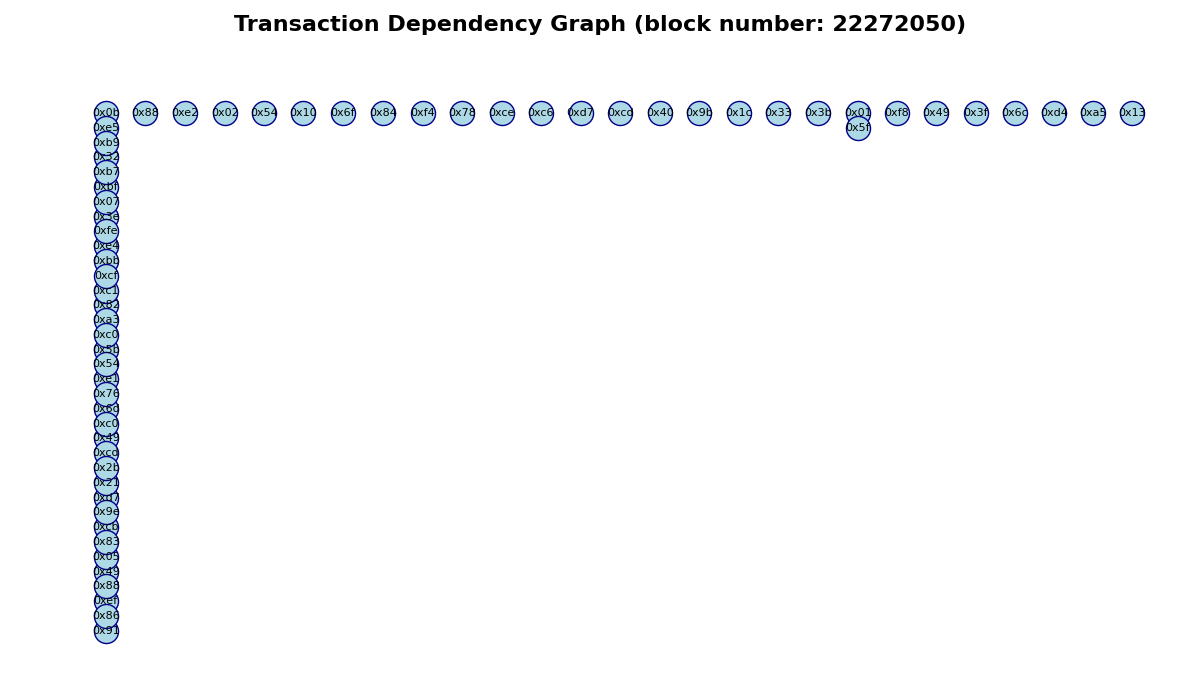 Transaction Dependency Graph (block number: 22272050)
0x0b 0x88 0xe2 0x02 0x54 0x10 0x6f 0x84 0xf4 0x78 0xce 0xc6 0xd7 0xcd 0x40 0x9b 0x1c 0x33 0x3b 0x01 0xf8 0x49 0x3f 0x6c 0xd4 0xa5 0x13
0xe5 0x5f
0xb9
0x32
0xb7
0xbf
0x07
0x3e
0xfe
0xe4
0xbb
0xcf
0xc1
0x82
0xa3
0xc0
0x5b
0x54
0xe1
0x76
0x6d
0xc0
0x49
0xcd
0x2b
0x21
0xd7
0x9e
0xcb
0x83
0x05
0x49
0x88
0xef
0x86
0x91